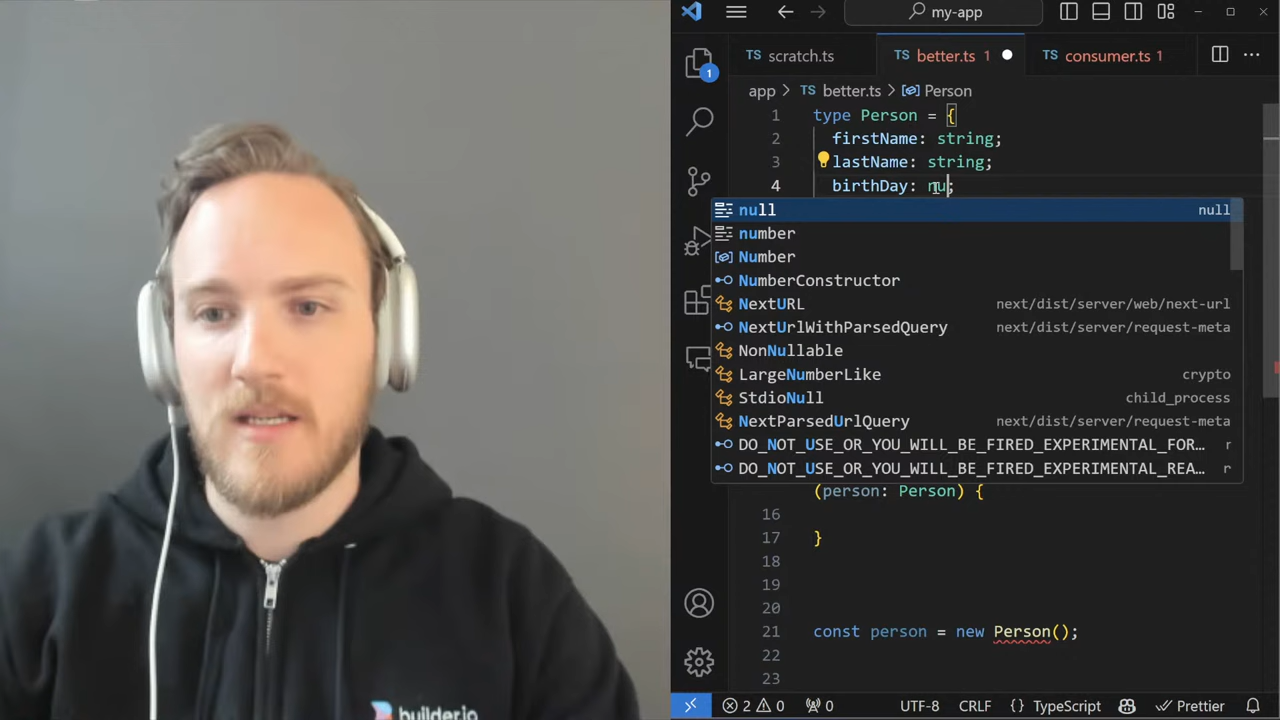 my-app
TS scratch.ts
TS better.ts 1
TS consumer.ts 1
app > TS better.ts > Person
1 type Person = {
2 firstName: string;
3 lastName: string;
4 birthDay: nu;
null null
number
Number
NumberConstructor
NextURL next/dist/server/web/next-url
NextUrlWithParsedQuery next/dist/server/request-meta
NonNullable
LargeNumberLike crypto
StdioNull child_process
NextParsedUrlQuery next/dist/server/request-meta
DO_NOT_USE_OR_YOU_WILL_BE_FIRED_EXPERIMENTAL_FOR... r
DO_NOT_USE_OR_YOU_WILL_BE_FIRED_EXPERIMENTAL_REA... r
(person: Person) {
16
17 }
18
19
20
21 const person = new Person();
22
23
1
2 0 0 UTF-8 CRLF {} TypeScript Prettier
builder.io